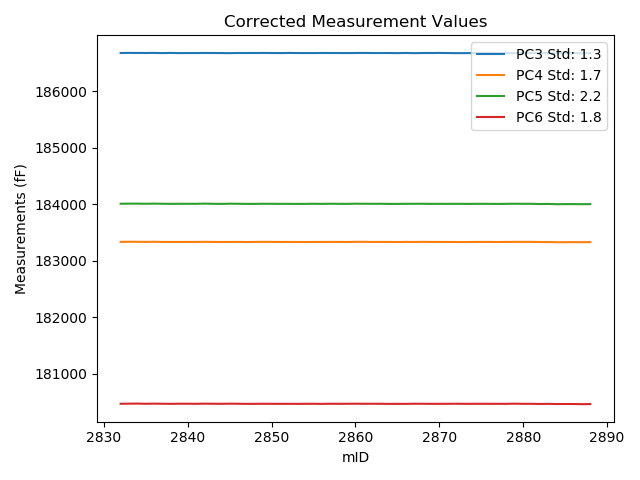 Corrected Measurement Values
PC3 Std: 1.3
PC4 Std: 1.7
PC5 Std: 2.2
PC6 Std: 1.8
Measurements (fF)
186000
185000
184000
183000
182000
181000
2830 2840 2850 2860 2870 2880 2890
mID